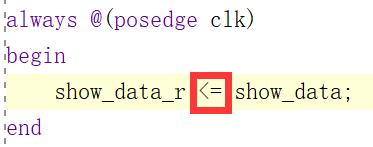 always @(posedge clk)
begin
    show_data_r <= show_data;
end